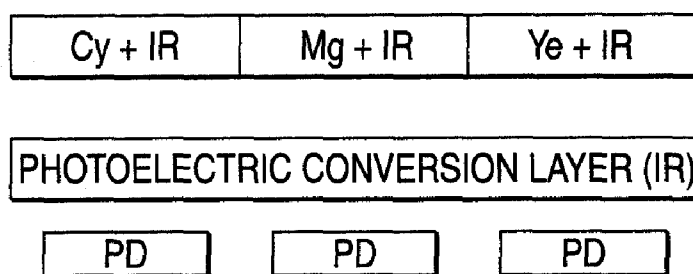 Cy + IR Mg + IR Ye + IR
PHOTOELECTRIC CONVERSION LAYER (IR)
PD PD PD